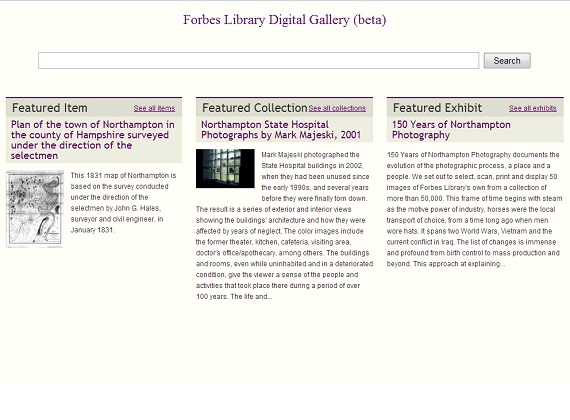 Forbes Library Digital Gallery (beta)
Search
Featured Item
See all items
Plan of the town of Northampton in
the county of Hampshire surveyed
under the direction of the
selectmen
This 1831 map of Northampton is
based on the survey conducted
under the direction of the
selectmen by John G. Hales,
surveyor and civil engineer, in
January 1831.
Featured Collection
See all collections
Northampton State Hospital
Photographs by Mark Majeski, 2001
Mark Majeski photographed the
State Hospital buildings in 2002,
when they had been unused since
the early 1990s, and several years
before they were finally torn down.
The result is a series of exterior and interior views
showing the buildings' architecture and how they were
affected by years of neglect. The color images include
the former theater, kitchen, cafeteria, visiting area,
doctor's office/apothecary, among others. The buildings
and rooms, even while uninhabited and in a deteriorated
condition, give the viewer a sense of the people and
activities that took place there during a period of over
100 years. The life and...
Featured Exhibit
See all exhibits
150 Years of Northampton
Photography
150 Years of Northampton Photography documents the
evolution of the photographic process, a place and a
people. We set out to select, scan, print and display 50
images of Forbes Library's own from a collection of
more than 50,000. This frame of time begins with steam
as the motive power of industry, horses were the local
transport of choice, from a time long ago when men
wore hats. It spans two World Wars, Vietnam and the
current conflict in Iraq. The list of changes is immense
and profound from birth control to mass production and
beyond. This approach at explaining...